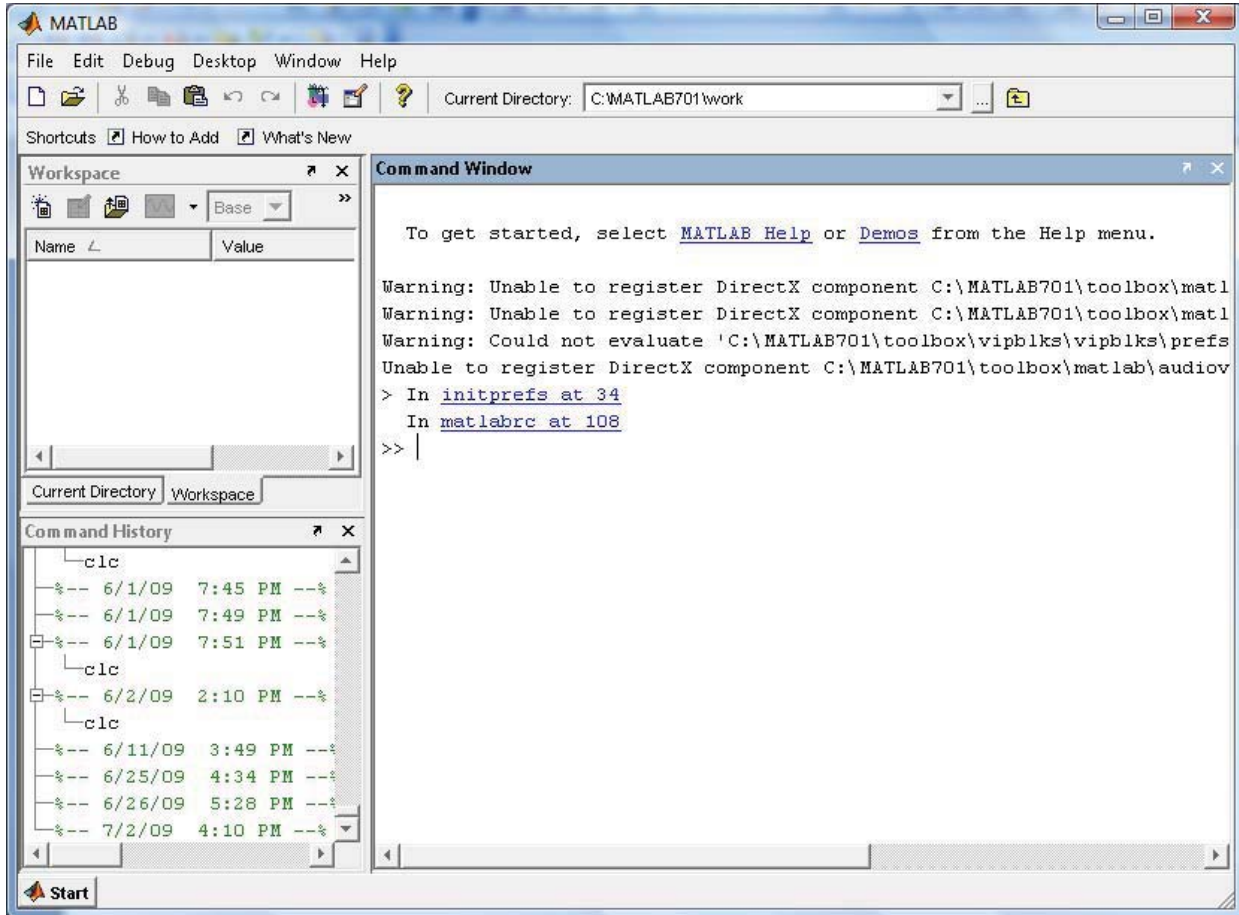 MATLAB
File Edit Debug Desktop Window Help
Current Directory: C:\MATLAB701\work
...
Shortcuts How to Add What's New
Workspace
Base
»
Name Value
Current Directory Workspace
Command History
clc
%-- 6/1/09 7:45 PM --%
%-- 6/1/09 7:49 PM --%
%-- 6/1/09 7:51 PM --%
clc
%-- 6/2/09 2:10 PM --%
clc
%-- 6/11/09 3:49 PM --%
%-- 6/25/09 4:34 PM --%
%-- 6/26/09 5:28 PM --%
%-- 7/2/09 4:10 PM --%
Command Window
To get started, select MATLAB Help or Demos from the Help menu.
Warning: Unable to register DirectX component C:\MATLAB701\toolbox\matl
Warning: Unable to register DirectX component C:\MATLAB701\toolbox\matl
Warning: Could not evaluate 'C:\MATLAB701\toolbox\vipblks\vipblks\prefs
Unable to register DirectX component C:\MATLAB701\toolbox\matlab\audiov
> In initprefs at 34
In matlabrc at 108
>>
Start